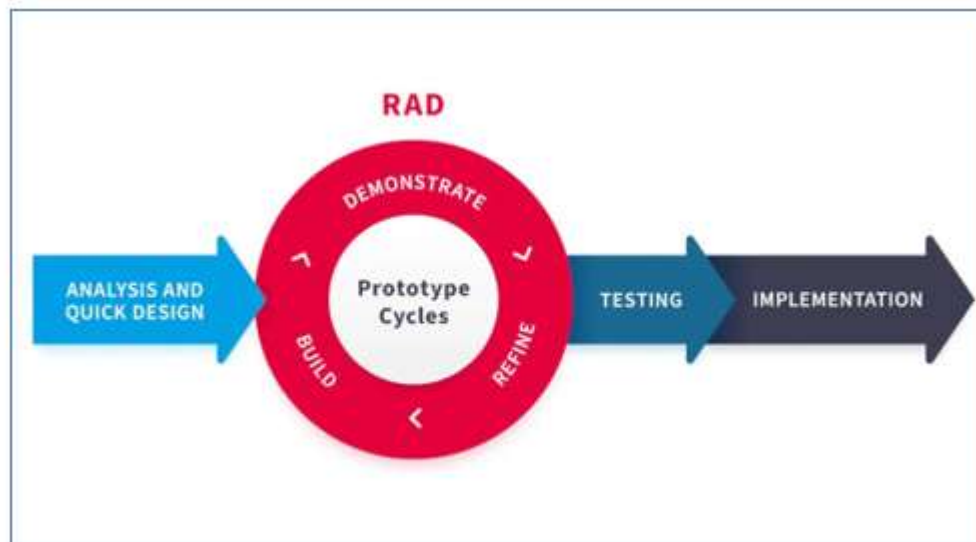 RAD
DEMONSTRATE
ANALYSIS AND
QUICK DESIGN
Prototype
Cycles
BUILD
REFINE
TESTING
IMPLEMENTATION